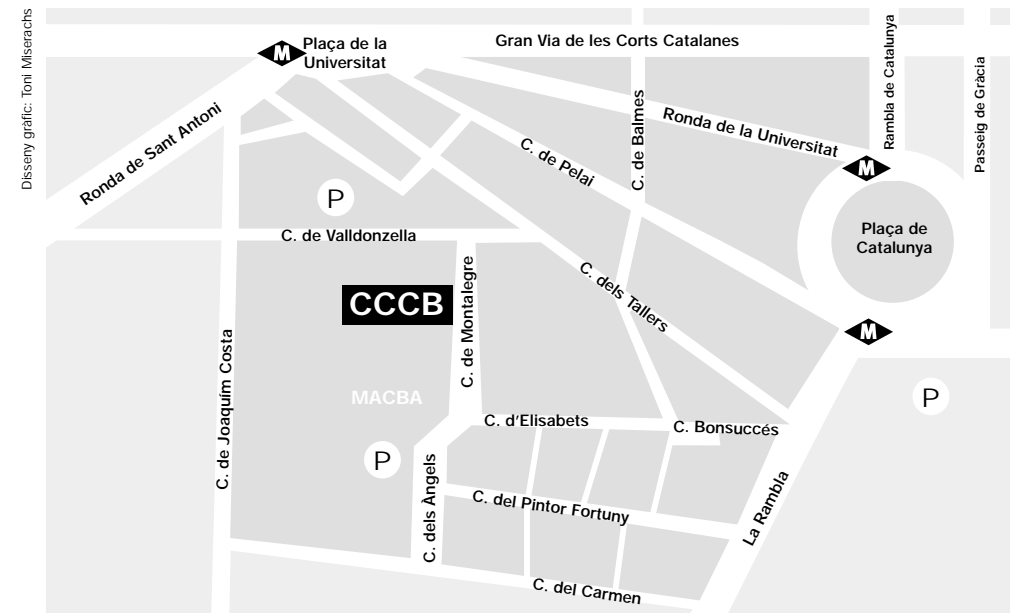 Disseny gràfic: Toni Miserachs
M
Plaça de la
Universitat
Gran Via de les Corts Catalanes
Rambla de Catalunya
Passeig de Gràcia
Ronda de Sant Antoni
C. de Balmes
Ronda de la Universitat
C. de Pelai
M
P
Plaça de
Catalunya
C. de Valldonzella
C. de Montalegre
C. dels Tallers
CCCB
M
C. de Joaquím Costa
MACBA
P
C. d'Elisabets
C. Bonsuccés
P
C. dels Àngels
C. del Pintor Fortuny
La Rambla
C. del Carmen